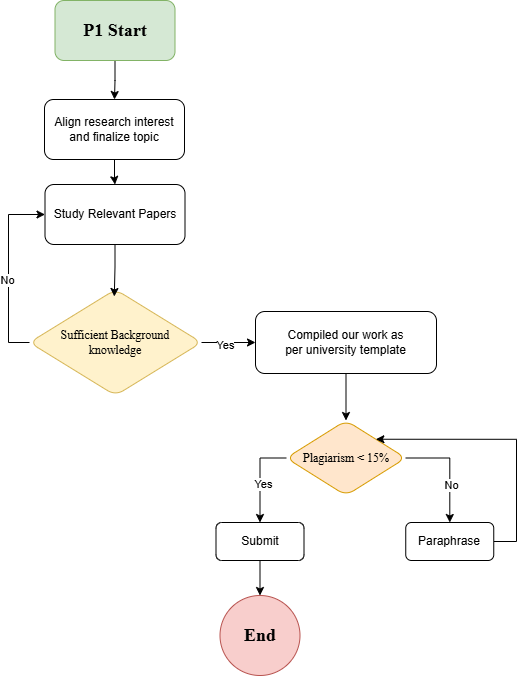 P1 Start
Align research interest
and finalize topic
Study Relevant Papers
No
Sufficient Background
knowledge
Yes
Compiled our work as
per university template
Plagiarism < 15%
Yes
No
Submit
Paraphrase
End